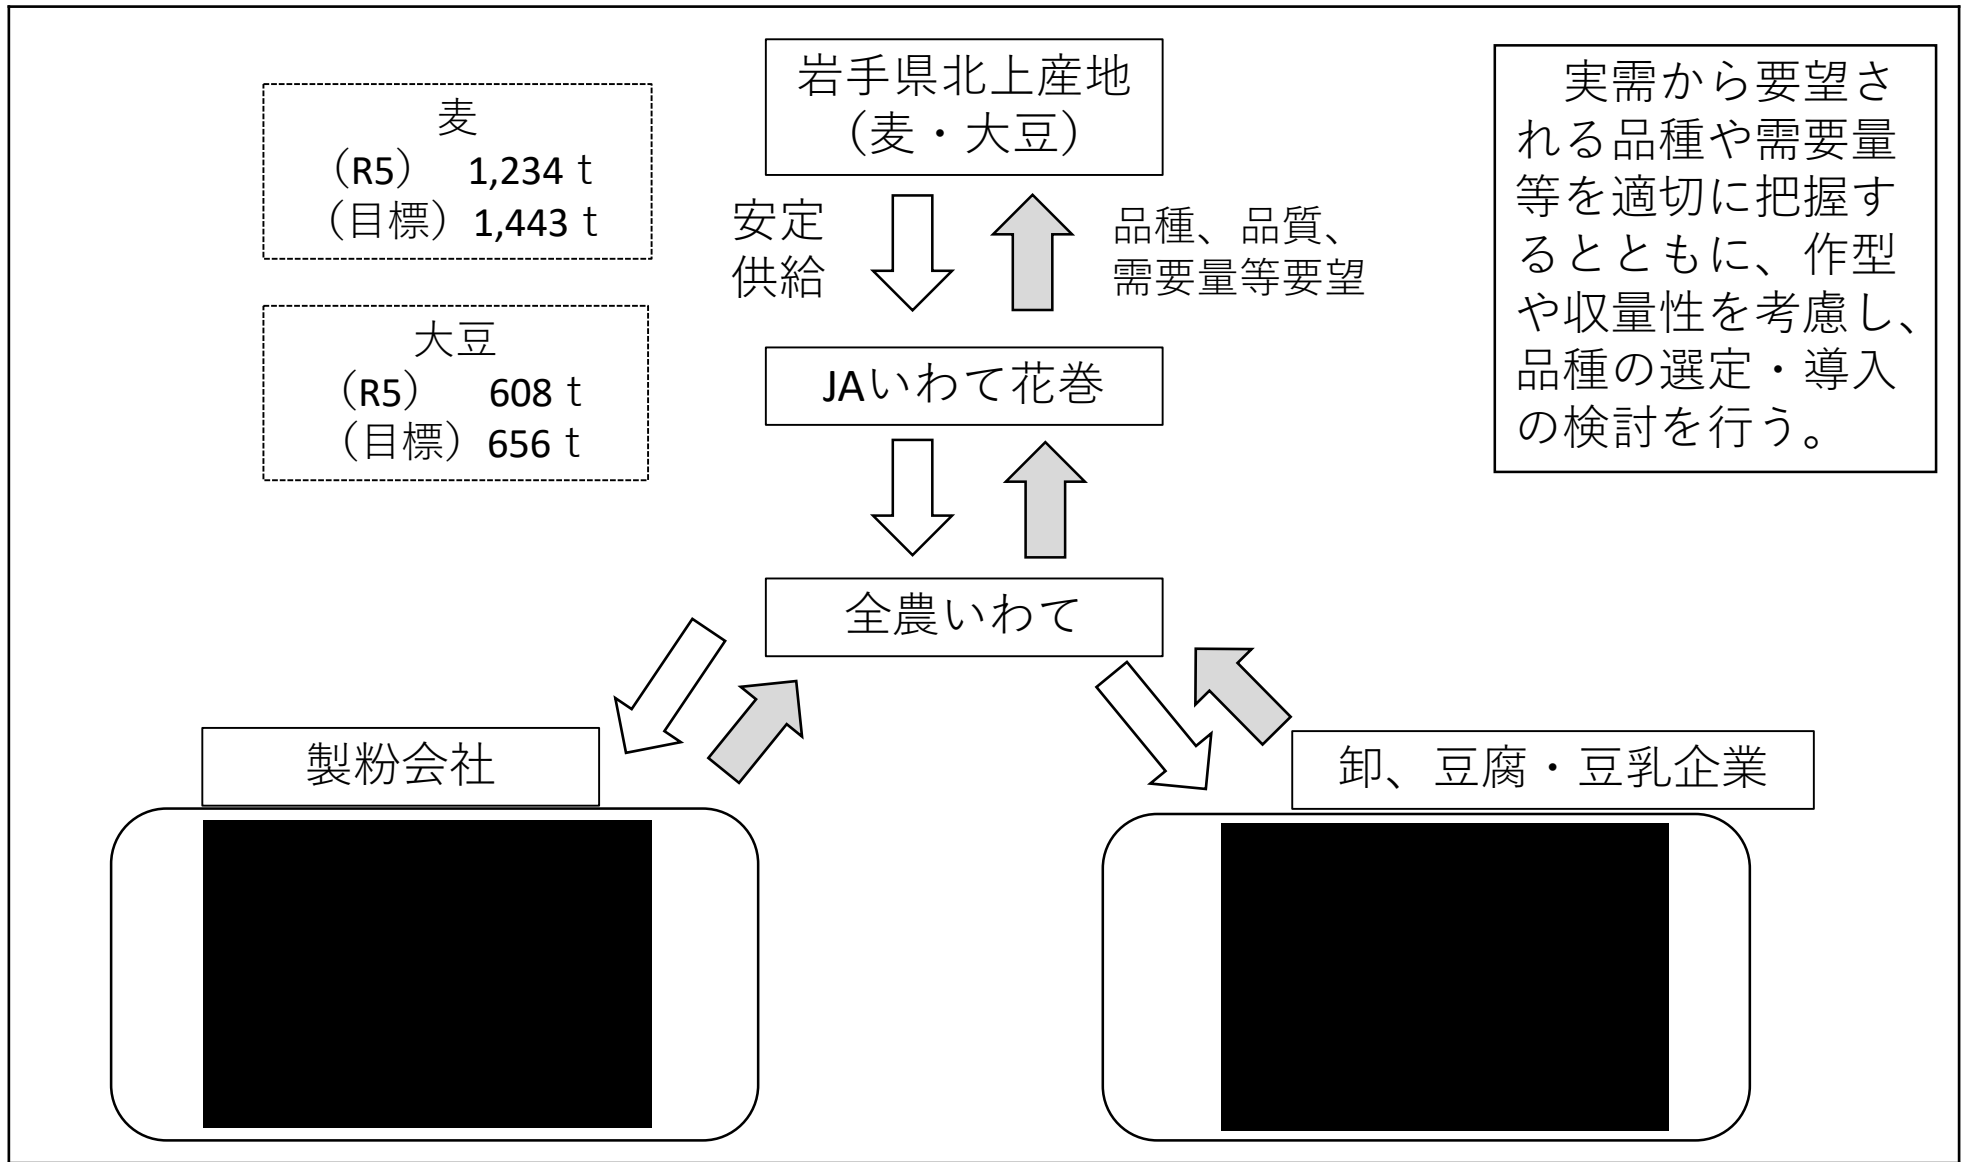 岩手県北上産地
（麦・大豆）
麦
（R5） 1,234 t
（目標）1,443 t
大豆
（R5） 608 t
（目標）656 t
安定
供給
品種、品質、
需要量等要望
実需から要望さ
れる品種や需要量
等を適切に把握す
るとともに、作型
や収量性を考慮し、
品種の選定・導入
の検討を行う。
JAいわて花巻
全農いわて
製粉会社
卸、豆腐・豆乳企業